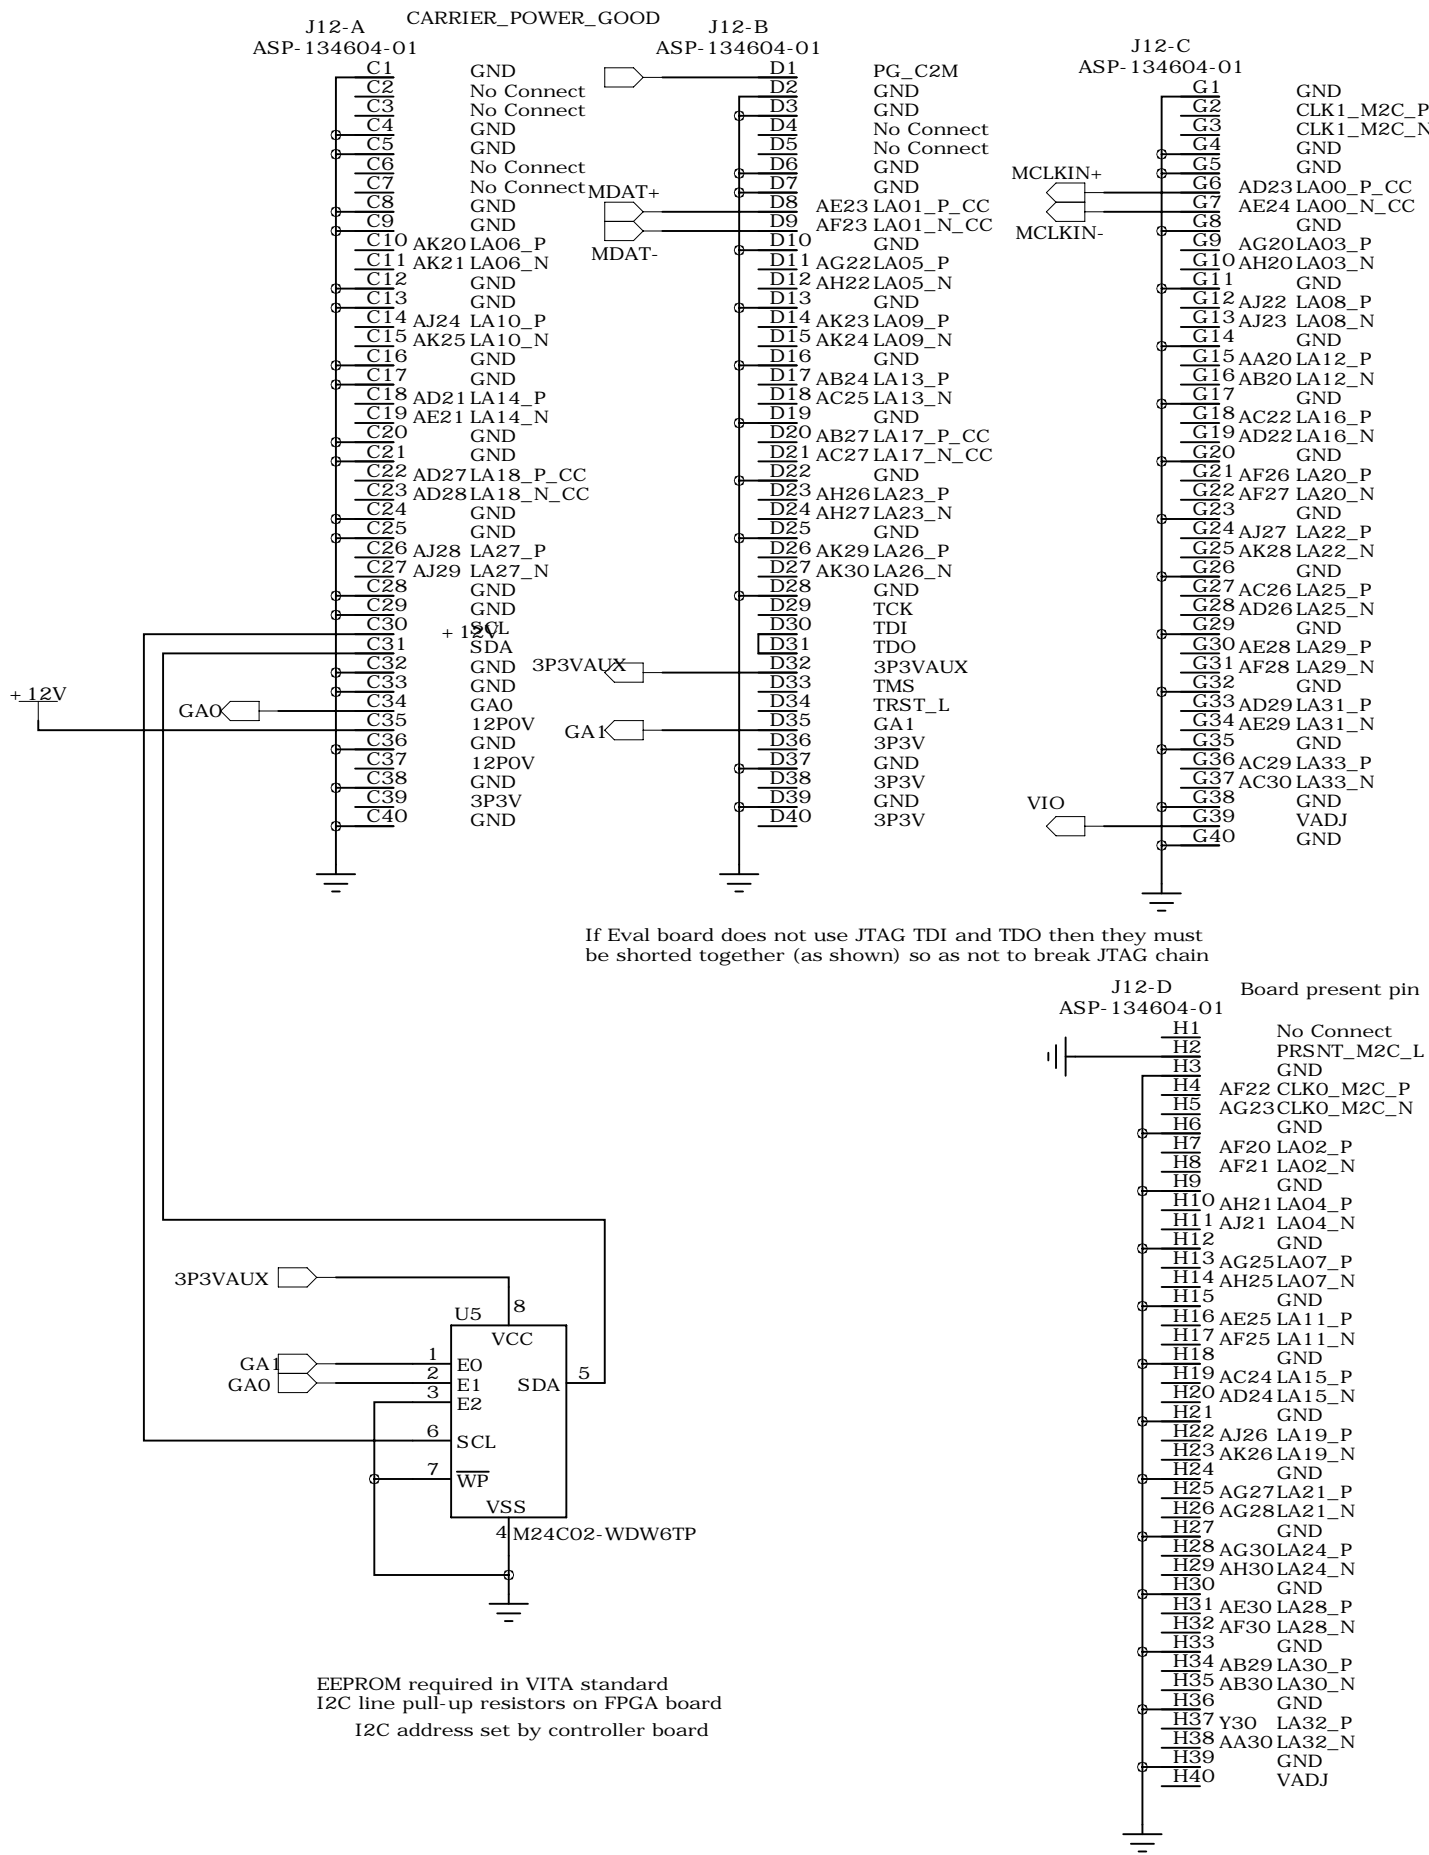 CARRIER_POWER_GOOD
J12-A
ASP-134604-01
C1 GND
C2 No Connect
C3 No Connect
C4 GND
C5 GND
C6 No Connect
C7 No Connect
C8 GND
C9 GND
C10 AK20 LA06_P
C11 AK21 LA06_N
C12 GND
C13 GND
C14 AJ24 LA10_P
C15 AK25 LA10_N
C16 GND
C17 GND
C18 AD21 LA14_P
C19 AE21 LA14_N
C20 GND
C21 GND
C22 AD27 LA18_P_CC
C23 AD28 LA18_N_CC
C24 GND
C25 GND
C26 AJ28 LA27_P
C27 AJ29 LA27_N
C28 GND
C29 GND
C30 SCL
+12V
C31 SDA
C32 GND
C33 GND
C34 GA0
C35 12P0V
C36 GND
C37 12P0V
C38 GND
C39 3P3V
C40 GND
+12V
GA0
J12-B
ASP-134604-01
D1 PG_C2M
D2 GND
D3 GND
D4 No Connect
D5 No Connect
D6 GND
D7 GND
D8 AE23 LA01_P_CC
D9 AF23 LA01_N_CC
D10 GND
D11 AG22 LA05_P
D12 AH22 LA05_N
D13 GND
D14 AK23 LA09_P
D15 AK24 LA09_N
D16 GND
D17 AB24 LA13_P
D18 AC25 LA13_N
D19 GND
D20 AB27 LA17_P_CC
D21 AC27 LA17_N_CC
D22 GND
D23 AH26 LA23_P
D24 AH27 LA23_N
D25 GND
D26 AK29 LA26_P
D27 AK30 LA26_N
D28 GND
D29 TCK
D30 TDI
D31 TDO
D32 3P3VAUX
D33 TMS
D34 TRST_L
D35 GA1
D36 3P3V
D37 GND
D38 3P3V
D39 GND
D40 3P3V
MDAT+
MDAT-
3P3VAUX
GA1
J12-C
ASP-134604-01
G1 GND
G2 CLK1_M2C_P
G3 CLK1_M2C_N
G4 GND
G5 GND
G6 AD23 LA00_P_CC
G7 AE24 LA00_N_CC
G8 GND
G9 AG20 LA03_P
G10 AH20 LA03_N
G11 GND
G12 AJ22 LA08_P
G13 AJ23 LA08_N
G14 GND
G15 AA20 LA12_P
G16 AB20 LA12_N
G17 GND
G18 AC22 LA16_P
G19 AD22 LA16_N
G20 GND
G21 AF26 LA20_P
G22 AF27 LA20_N
G23 GND
G24 AJ27 LA22_P
G25 AK28 LA22_N
G26 GND
G27 AC26 LA25_P
G28 AD26 LA25_N
G29 GND
G30 AE28 LA29_P
G31 AF28 LA29_N
G32 GND
G33 AD29 LA31_P
G34 AE29 LA31_N
G35 GND
G36 AC29 LA33_P
G37 AC30 LA33_N
G38 GND
G39 VADJ
G40 GND
MCLKIN+
MCLKIN-
VIO
If Eval board does not use JTAG TDI and TDO then they must
be shorted together (as shown) so as not to break JTAG chain
J12-D
ASP-134604-01
Board present pin
H1 No Connect
H2 PRSNT_M2C_L
H3 GND
H4 AF22 CLK0_M2C_P
H5 AG23 CLK0_M2C_N
H6 GND
H7 AF20 LA02_P
H8 AF21 LA02_N
H9 GND
H10 AH21 LA04_P
H11 AJ21 LA04_N
H12 GND
H13 AG25 LA07_P
H14 AH25 LA07_N
H15 GND
H16 AE25 LA11_P
H17 AF25 LA11_N
H18 GND
H19 AC24 LA15_P
H20 AD24 LA15_N
H21 GND
H22 AJ26 LA19_P
H23 AK26 LA19_N
H24 GND
H25 AG27 LA21_P
H26 AG28 LA21_N
H27 GND
H28 AG30 LA24_P
H29 AH30 LA24_N
H30 GND
H31 AE30 LA28_P
H32 AF30 LA28_N
H33 GND
H34 AB29 LA30_P
H35 AB30 LA30_N
H36 GND
H37 Y30 LA32_P
H38 AA30 LA32_N
H39 GND
H40 VADJ
3P3VAUX
U5
8
VCC
GA1 1 E0
GA0 2 E1
3 E2
SDA 5
6 SCL
7 WP
VSS
4 M24C02-WDW6TP
EEPROM required in VITA standard
I2C line pull-up resistors on FPGA board
I2C address set by controller board